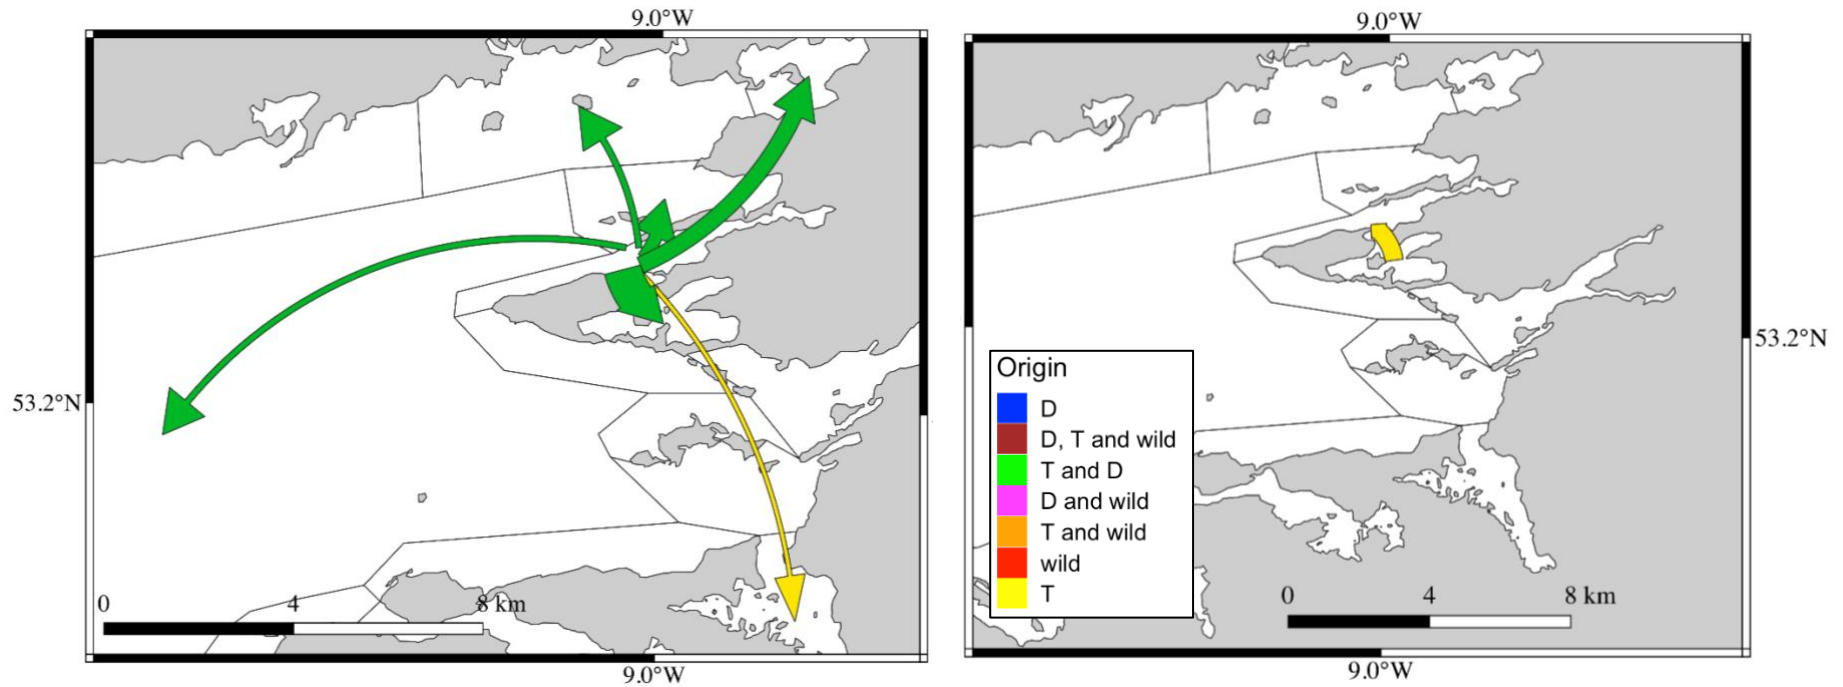 9.0°W
9.0°W
53.2°N
0 4 8 km
9.0°W
53.2°N
Origin
D
D, T and wild
T and D
D and wild
T and wild
wild
T
0 4 8 km
9.0°W